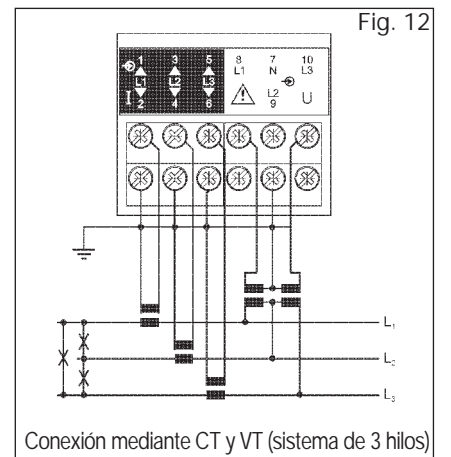 Fig. 12
1 3 5 8 7 10
L1 N L3
L1 L2 L3
L2
I U
2 4 6 9
L1
L2
L3
Conexión mediante CT y VT (sistema de 3 hilos)